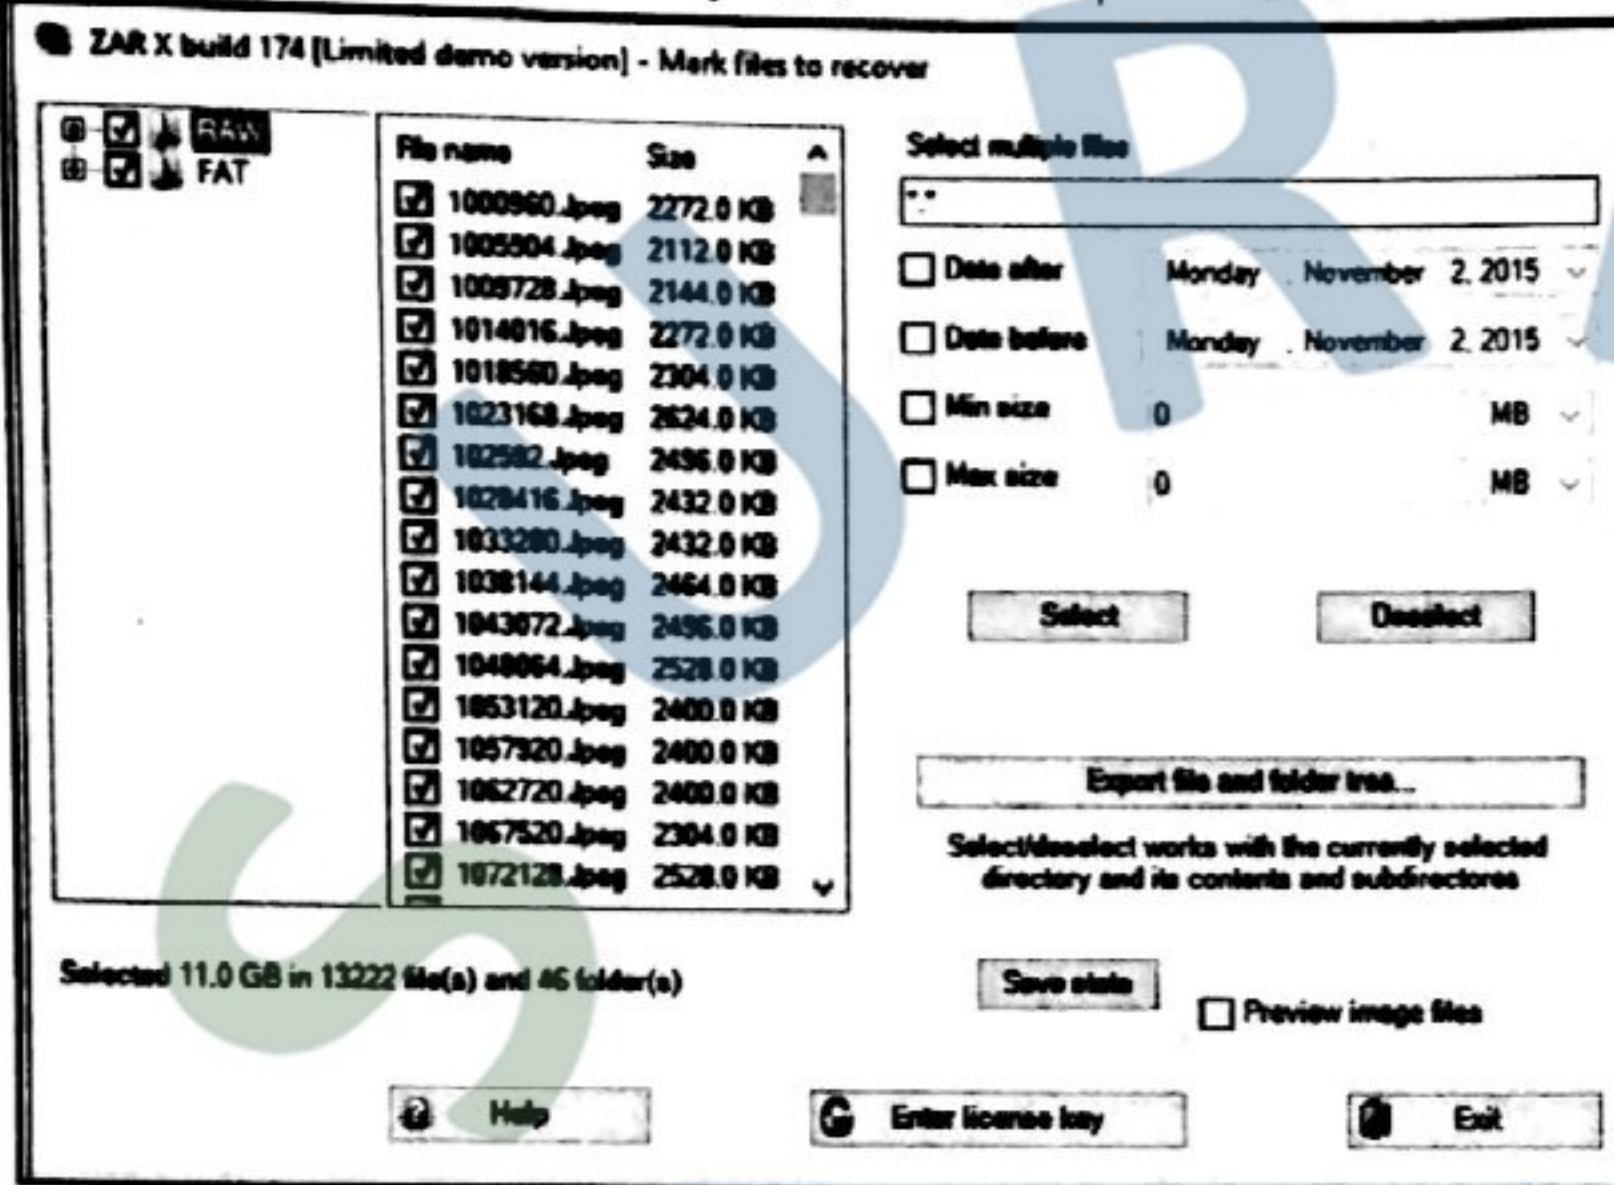 ZAR X build 174 [Limited demo version] - Mark files to recover
RAW
FAT
File name Size
1000960.Jpeg 2272.0 KB
1005504.Jpeg 2112.0 KB
1009728.Jpeg 2144.0 KB
1014016.Jpeg 2272.0 KB
1018560.Jpeg 2304.0 KB
1023168.Jpeg 2624.0 KB
102592.Jpeg 2496.0 KB
1028416.Jpeg 2432.0 KB
1033280.Jpeg 2432.0 KB
1038144.Jpeg 2464.0 KB
1043072.Jpeg 2496.0 KB
1048064.Jpeg 2528.0 KB
1053120.Jpeg 2400.0 KB
1057920.Jpeg 2400.0 KB
1062720.Jpeg 2400.0 KB
1067520.Jpeg 2304.0 KB
1072128.Jpeg 2528.0 KB
Selected 11.0 GB in 13222 file(s) and 46 folder(s)
Select multiple files
*.*
Date after Monday , November 2, 2015
Date before Monday , November 2, 2015
Min size 0 MB
Max size 0 MB
Select Deselect
Export file and folder tree...
Select/deselect works with the currently selected
directory and its contents and subdirectores
Save state
Preview image files
Help Enter license key Exit
S U R